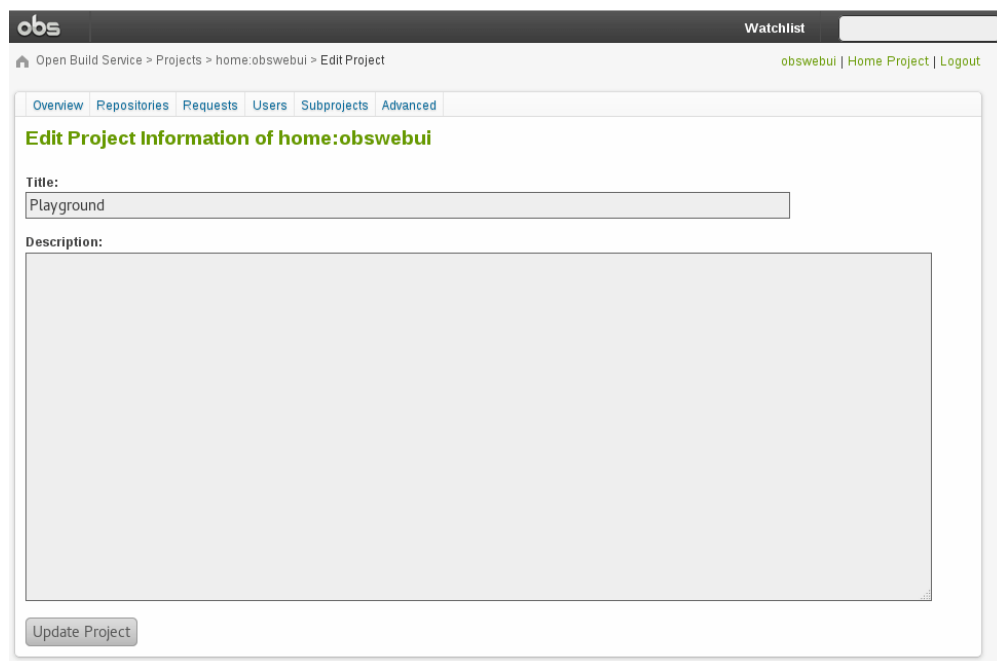 obs
Watchlist
Open Build Service > Projects > home:obswebui > Edit Project
obswebui | Home Project | Logout
Overview Repositories Requests Users Subprojects Advanced
Edit Project Information of home:obswebui
Title:
Playground
Description:
Update Project